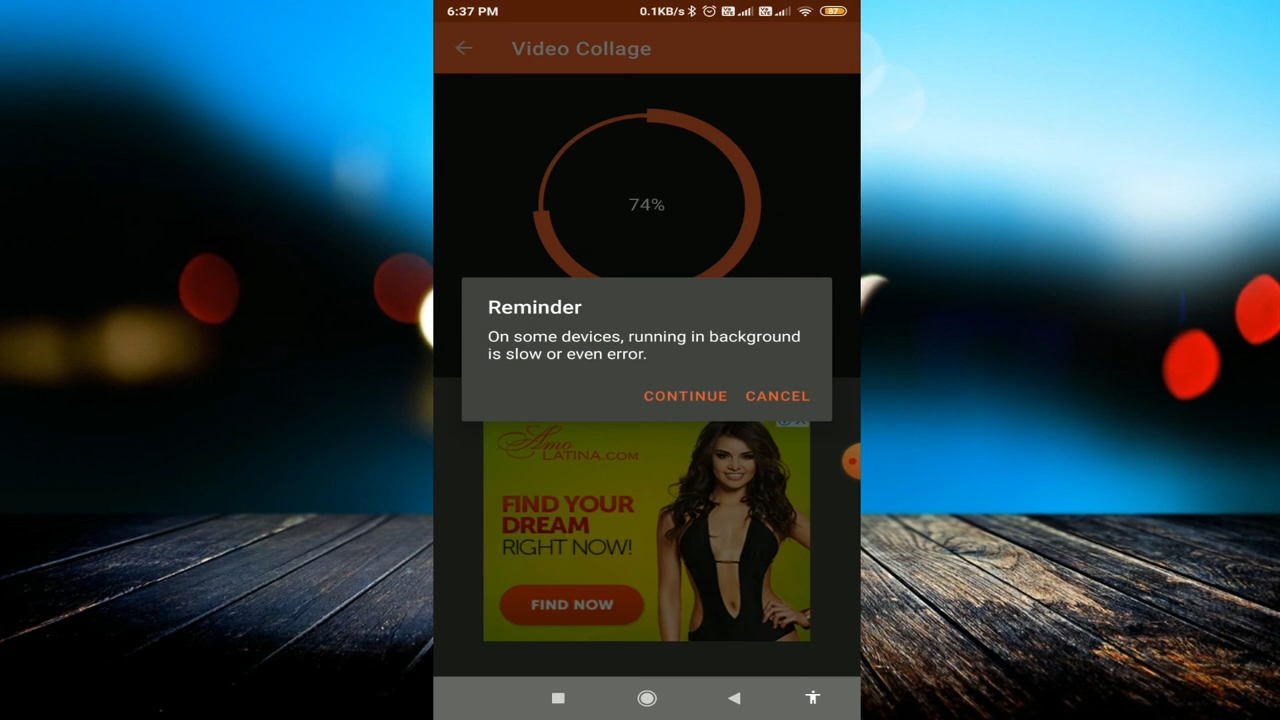 6:37 PM
0.1KB/s
87
Video Collage
74%
Reminder
On some devices, running in background
is slow or even error.
CONTINUE CANCEL
Amo
LATINA.COM
FIND YOUR
DREAM
RIGHT NOW!
FIND NOW